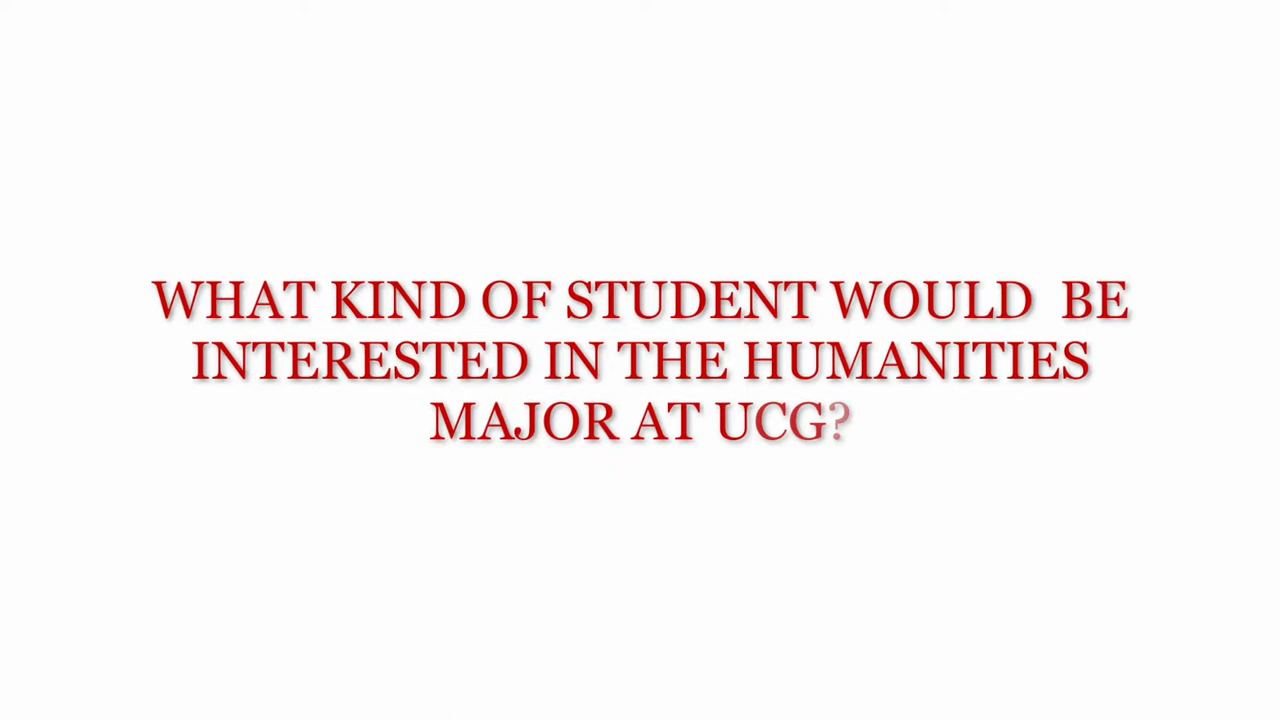 WHAT KIND OF STUDENT WOULD  BE
INTERESTED IN THE HUMANITIES
MAJOR AT UCG?